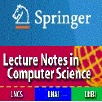 Springer
Lecture Notes in
Computer Science
LNCS LNAI LNBI